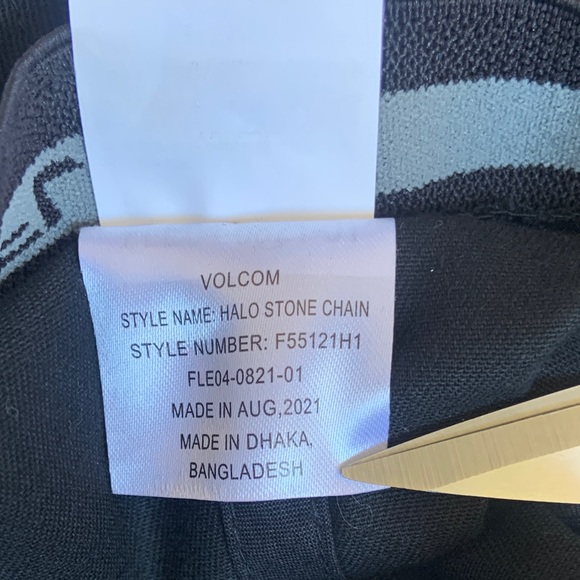 VOLCOM
STYLE NAME: HALO STONE CHAIN
STYLE NUMBER: F55121H1
FLE04-0821-01
MADE IN AUG,2021
MADE IN DHAKA,
BANGLADESH